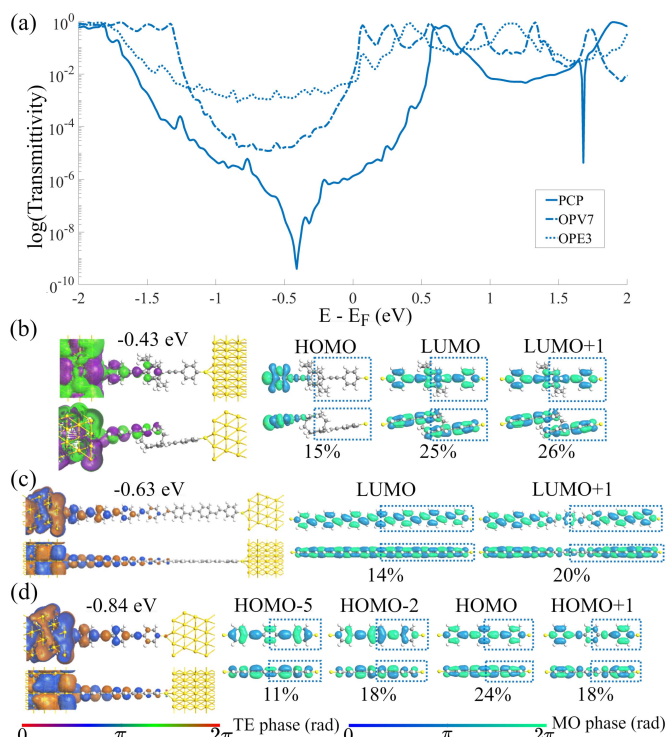 (a)
log(Transmittivity)
10^0
10^-2
10^-4
10^-6
10^-8
10^-10
PCP
OPV7
OPE3
-2 -1.5 -1 -0.5 0 0.5 1 1.5 2
E - E_F (eV)
(b) -0.43 eV HOMO LUMO LUMO+1
15% 25% 26%
(c) -0.63 eV LUMO LUMO+1
14% 20%
(d) -0.84 eV HOMO-5 HOMO-2 HOMO HOMO+1
11% 18% 24% 18%
TE phase (rad) MO phase (rad)
0 π 2π 0 π 2π